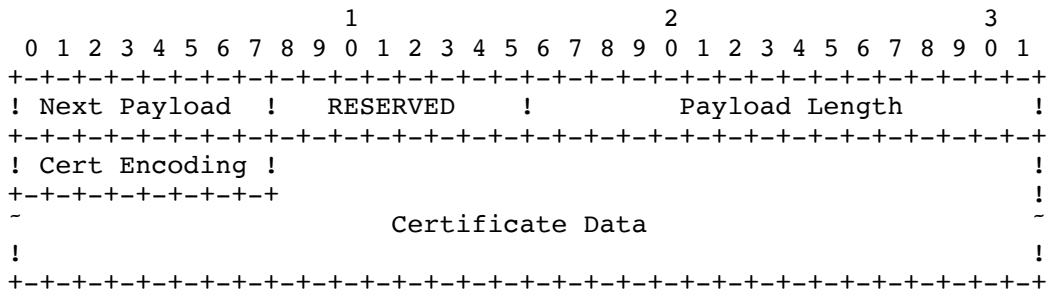 1                   2                   3
 0 1 2 3 4 5 6 7 8 9 0 1 2 3 4 5 6 7 8 9 0 1 2 3 4 5 6 7 8 9 0 1
+-+-+-+-+-+-+-+-+-+-+-+-+-+-+-+-+-+-+-+-+-+-+-+-+-+-+-+-+-+-+-+-+
! Next Payload  !   RESERVED    !         Payload Length        !
+-+-+-+-+-+-+-+-+-+-+-+-+-+-+-+-+-+-+-+-+-+-+-+-+-+-+-+-+-+-+-+-+
! Cert Encoding !                                               !
+-+-+-+-+-+-+-+-+                                               !
~                       Certificate Data                        ~
!                                                               !
+-+-+-+-+-+-+-+-+-+-+-+-+-+-+-+-+-+-+-+-+-+-+-+-+-+-+-+-+-+-+-+-+